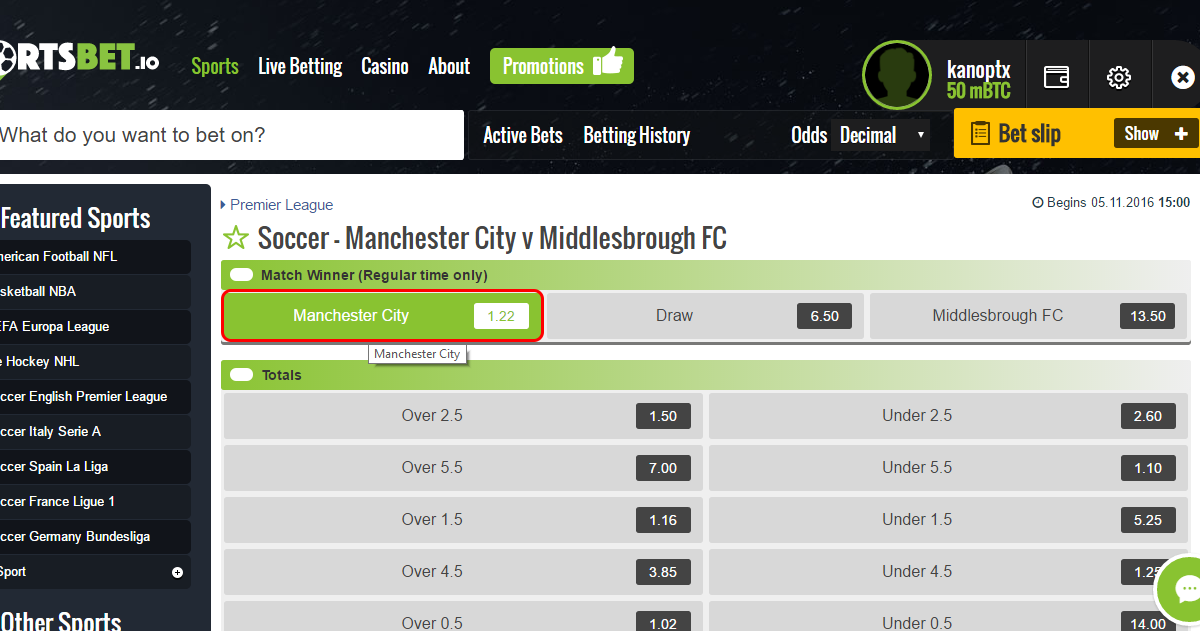 ORTSBET.IO
Sports Live Betting Casino About Promotions
kanoptx
50 mBTC
What do you want to bet on?
Active Bets Betting History Odds Decimal Bet slip Show +
Featured Sports
merican Football NFL
sketball NBA
FA Europa League
e Hockey NHL
ccer English Premier League
ccer Italy Serie A
ccer Spain La Liga
ccer France Ligue 1
ccer Germany Bundesliga
Sport
Other Sports
Premier League Begins 05.11.2016 15:00
Soccer - Manchester City v Middlesbrough FC
Match Winner (Regular time only)
Manchester City 1.22 Draw 6.50 Middlesbrough FC 13.50
Manchester City
Totals
Over 2.5 1.50 Under 2.5 2.60
Over 5.5 7.00 Under 5.5 1.10
Over 1.5 1.16 Under 1.5 5.25
Over 4.5 3.85 Under 4.5 1.25
Over 0.5 1.02 Under 0.5 14.00